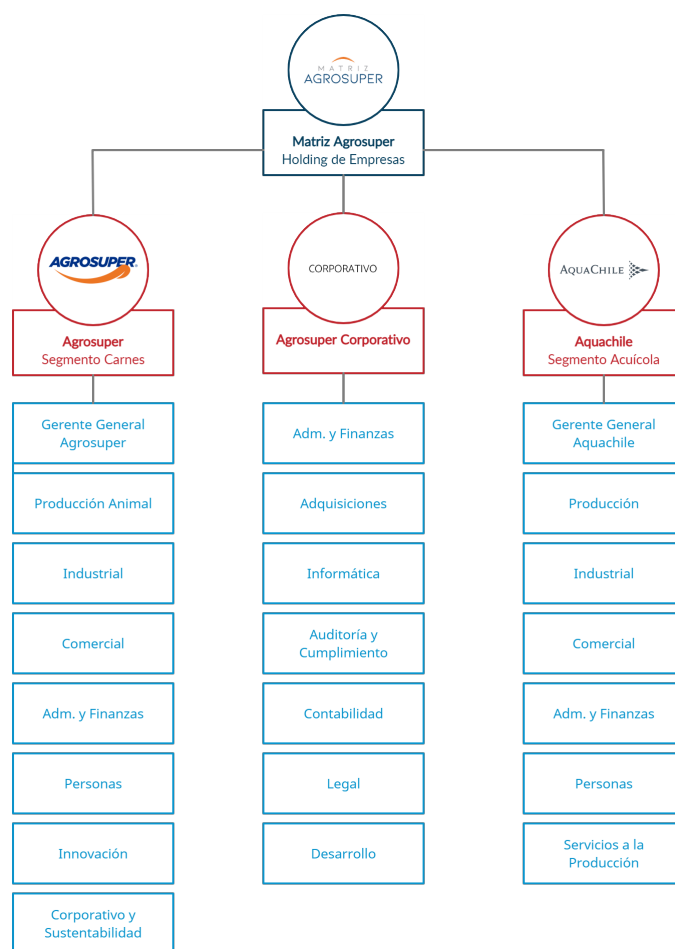 MATRIZ
AGROSUPER
Matriz Agrosuper
Holding de Empresas
AGROSUPER
Agrosuper
Segmento Carnes
Gerente General
Agrosuper
Producción Animal
Industrial
Comercial
Adm. y Finanzas
Personas
Innovación
Corporativo y
Sustentabilidad
CORPORATIVO
Agrosuper Corporativo
Adm. y Finanzas
Adquisiciones
Informática
Auditoría y
Cumplimiento
Contabilidad
Legal
Desarrollo
AQUACHILE
Aquachile
Segmento Acuícola
Gerente General
Aquachile
Producción
Industrial
Comercial
Adm. y Finanzas
Personas
Servicios a la
Producción